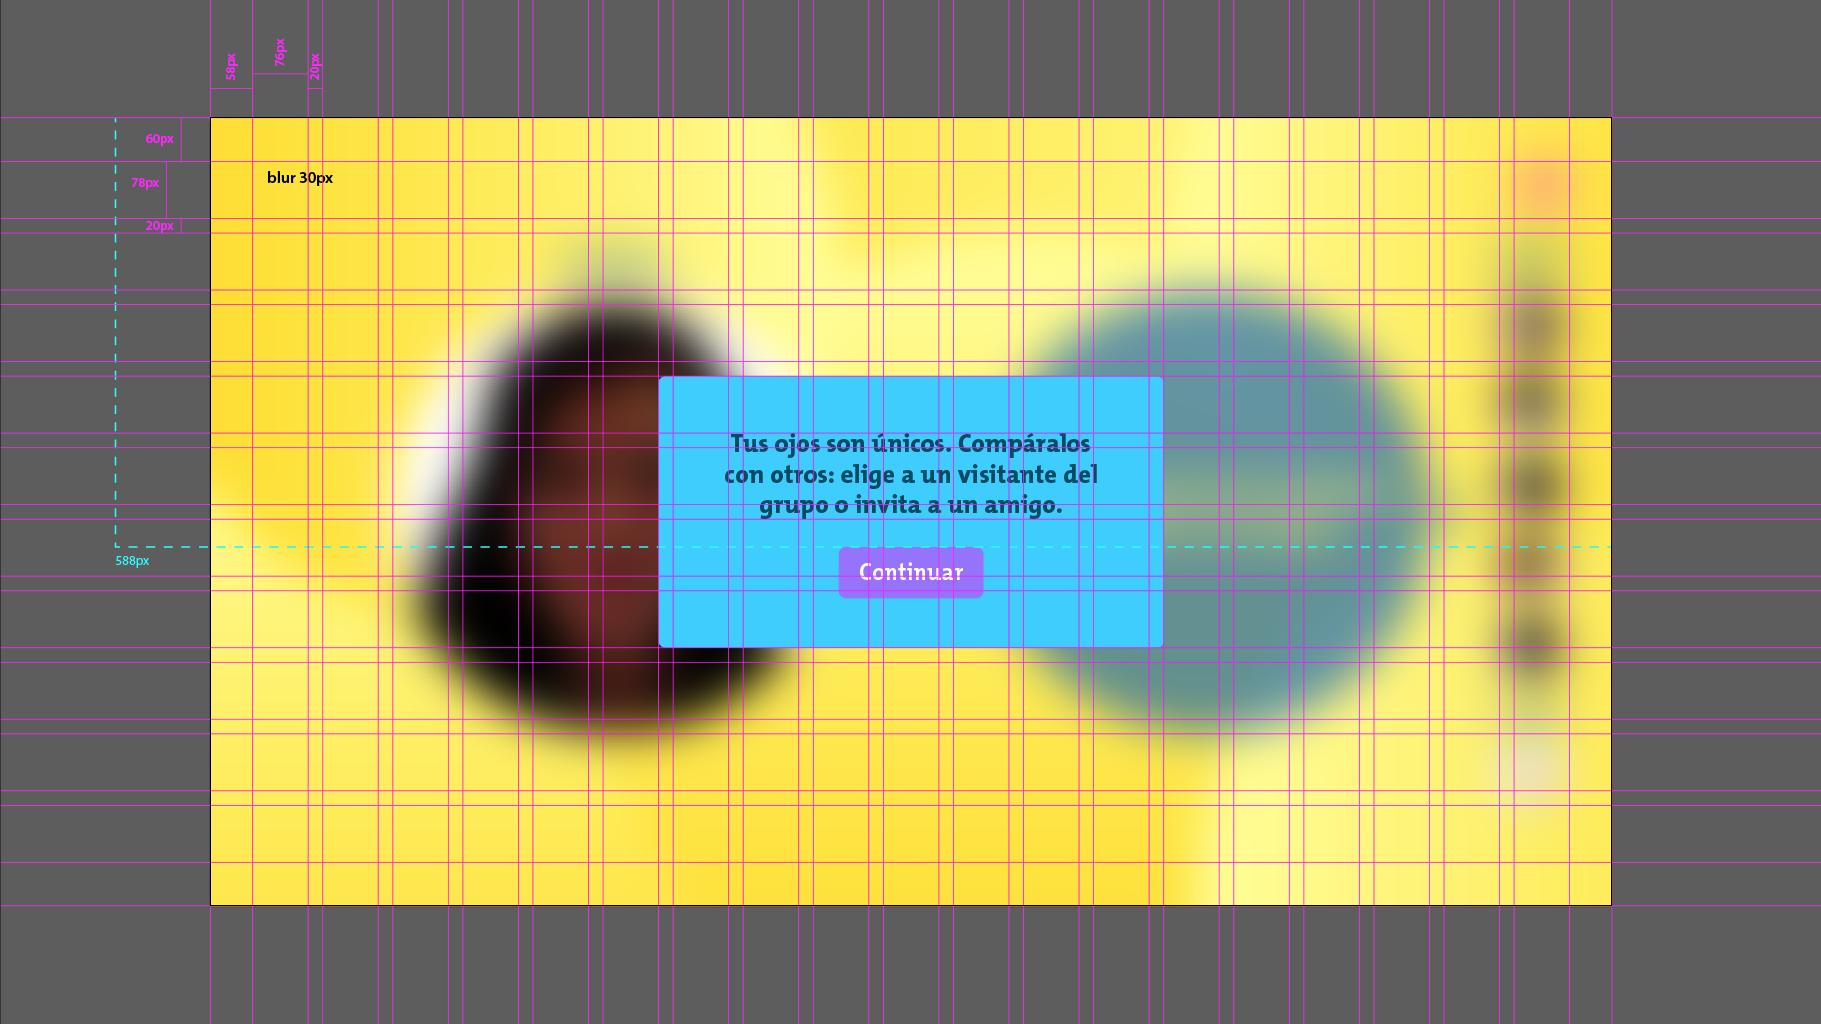 58px
76px
20px
60px
78px
20px
blur 30px
Tus ojos son únicos. Compáralos
con otros: elige a un visitante del
grupo o invita a un amigo.
588px
Continuar